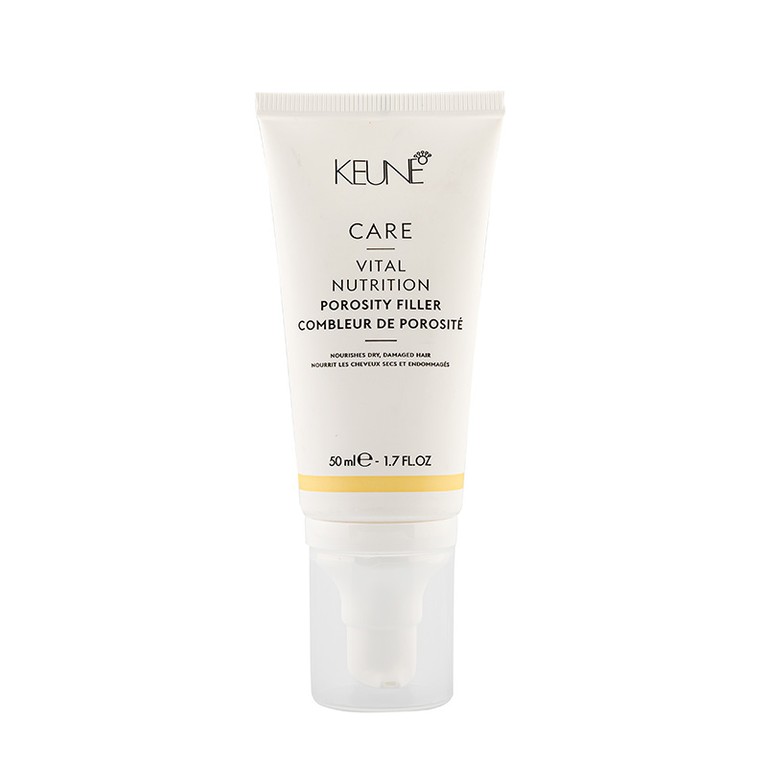 KEUNE
CARE
VITAL
NUTRITION
POROSITY FILLER
COMBLEUR DE POROSITÉ
NOURISHES DRY, DAMAGED HAIR
NOURRIT LES CHEVEUX SECS ET ENDOMMAGÉS
50 ml℮ - 1.7 FL.OZ